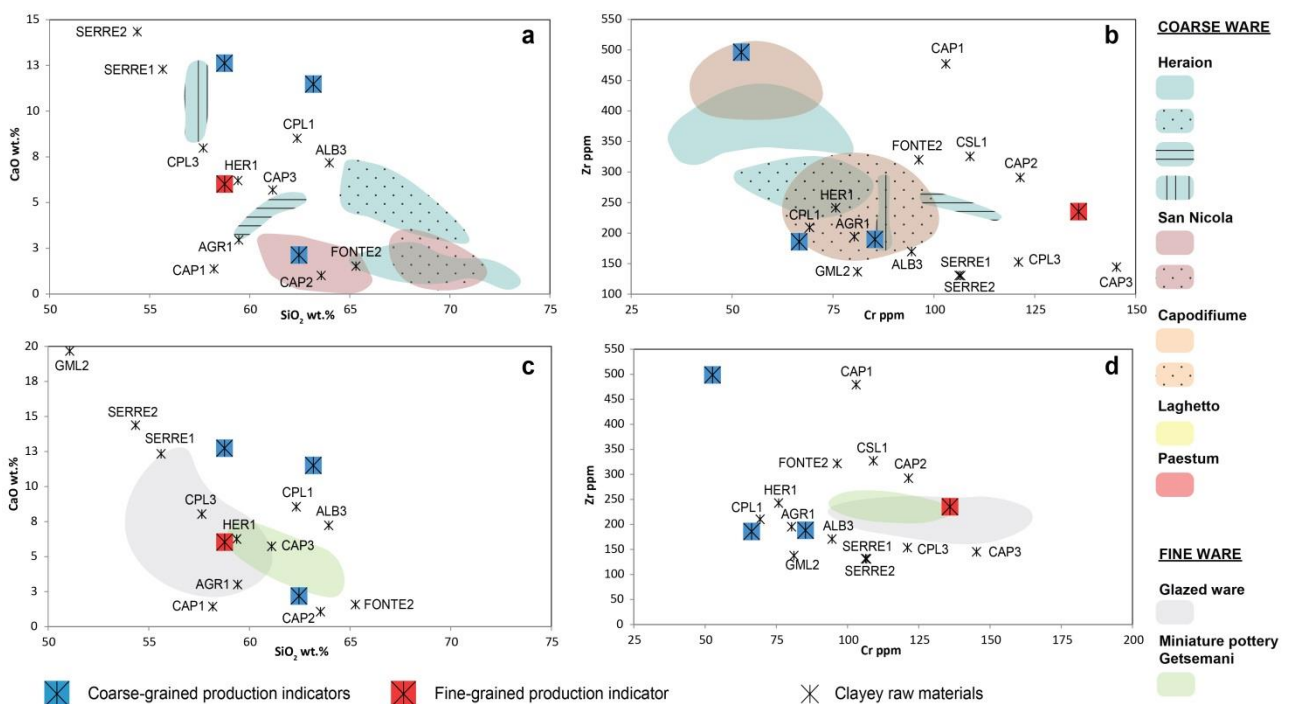 15
13
10
8
5
3
0
CaO wt.%
SERRE2
SERRE1
CPL3
CPL1
ALB3
HER1
CAP3
AGR1
CAP1
FONTE2
CAP2
a
50
55
60
65
70
75
SiO₂ wt.%
550
500
450
400
350
300
250
200
150
100
Zr ppm
CAP1
FONTE2
CSL1
CAP2
HER1
CPL1
AGR1
GML2
ALB3
SERRE1
SERRE2
CPL3
CAP3
b
25
50
75
100
125
150
Cr ppm
20
18
15
13
10
8
5
3
0
CaO wt.%
GML2
SERRE2
SERRE1
CPL3
CPL1
ALB3
HER1
CAP3
AGR1
CAP1
CAP2
FONTE2
c
50
55
60
65
70
75
SiO₂ wt.%
550
500
450
400
350
300
250
200
150
100
Zr ppm
CAP1
FONTE2
CSL1
CAP2
HER1
CPL1
AGR1
ALB3
GML2
SERRE1
SERRE2
CPL3
CAP3
d
25
50
75
100
125
150
175
200
Cr ppm
COARSE WARE
Heraion
San Nicola
Capodifiume
Laghetto
Paestum
FINE WARE
Glazed ware
Miniature pottery
Getsemani
Coarse-grained production indicators
Fine-grained production indicator
Clayey raw materials